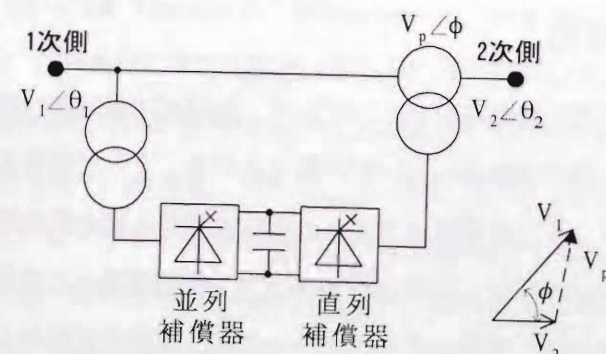 V_p∠φ
1次側
2次側
V_1∠θ_1
V_2∠θ_2
並列
補償器
直列
補償器
V_1
V_p
φ
V_2